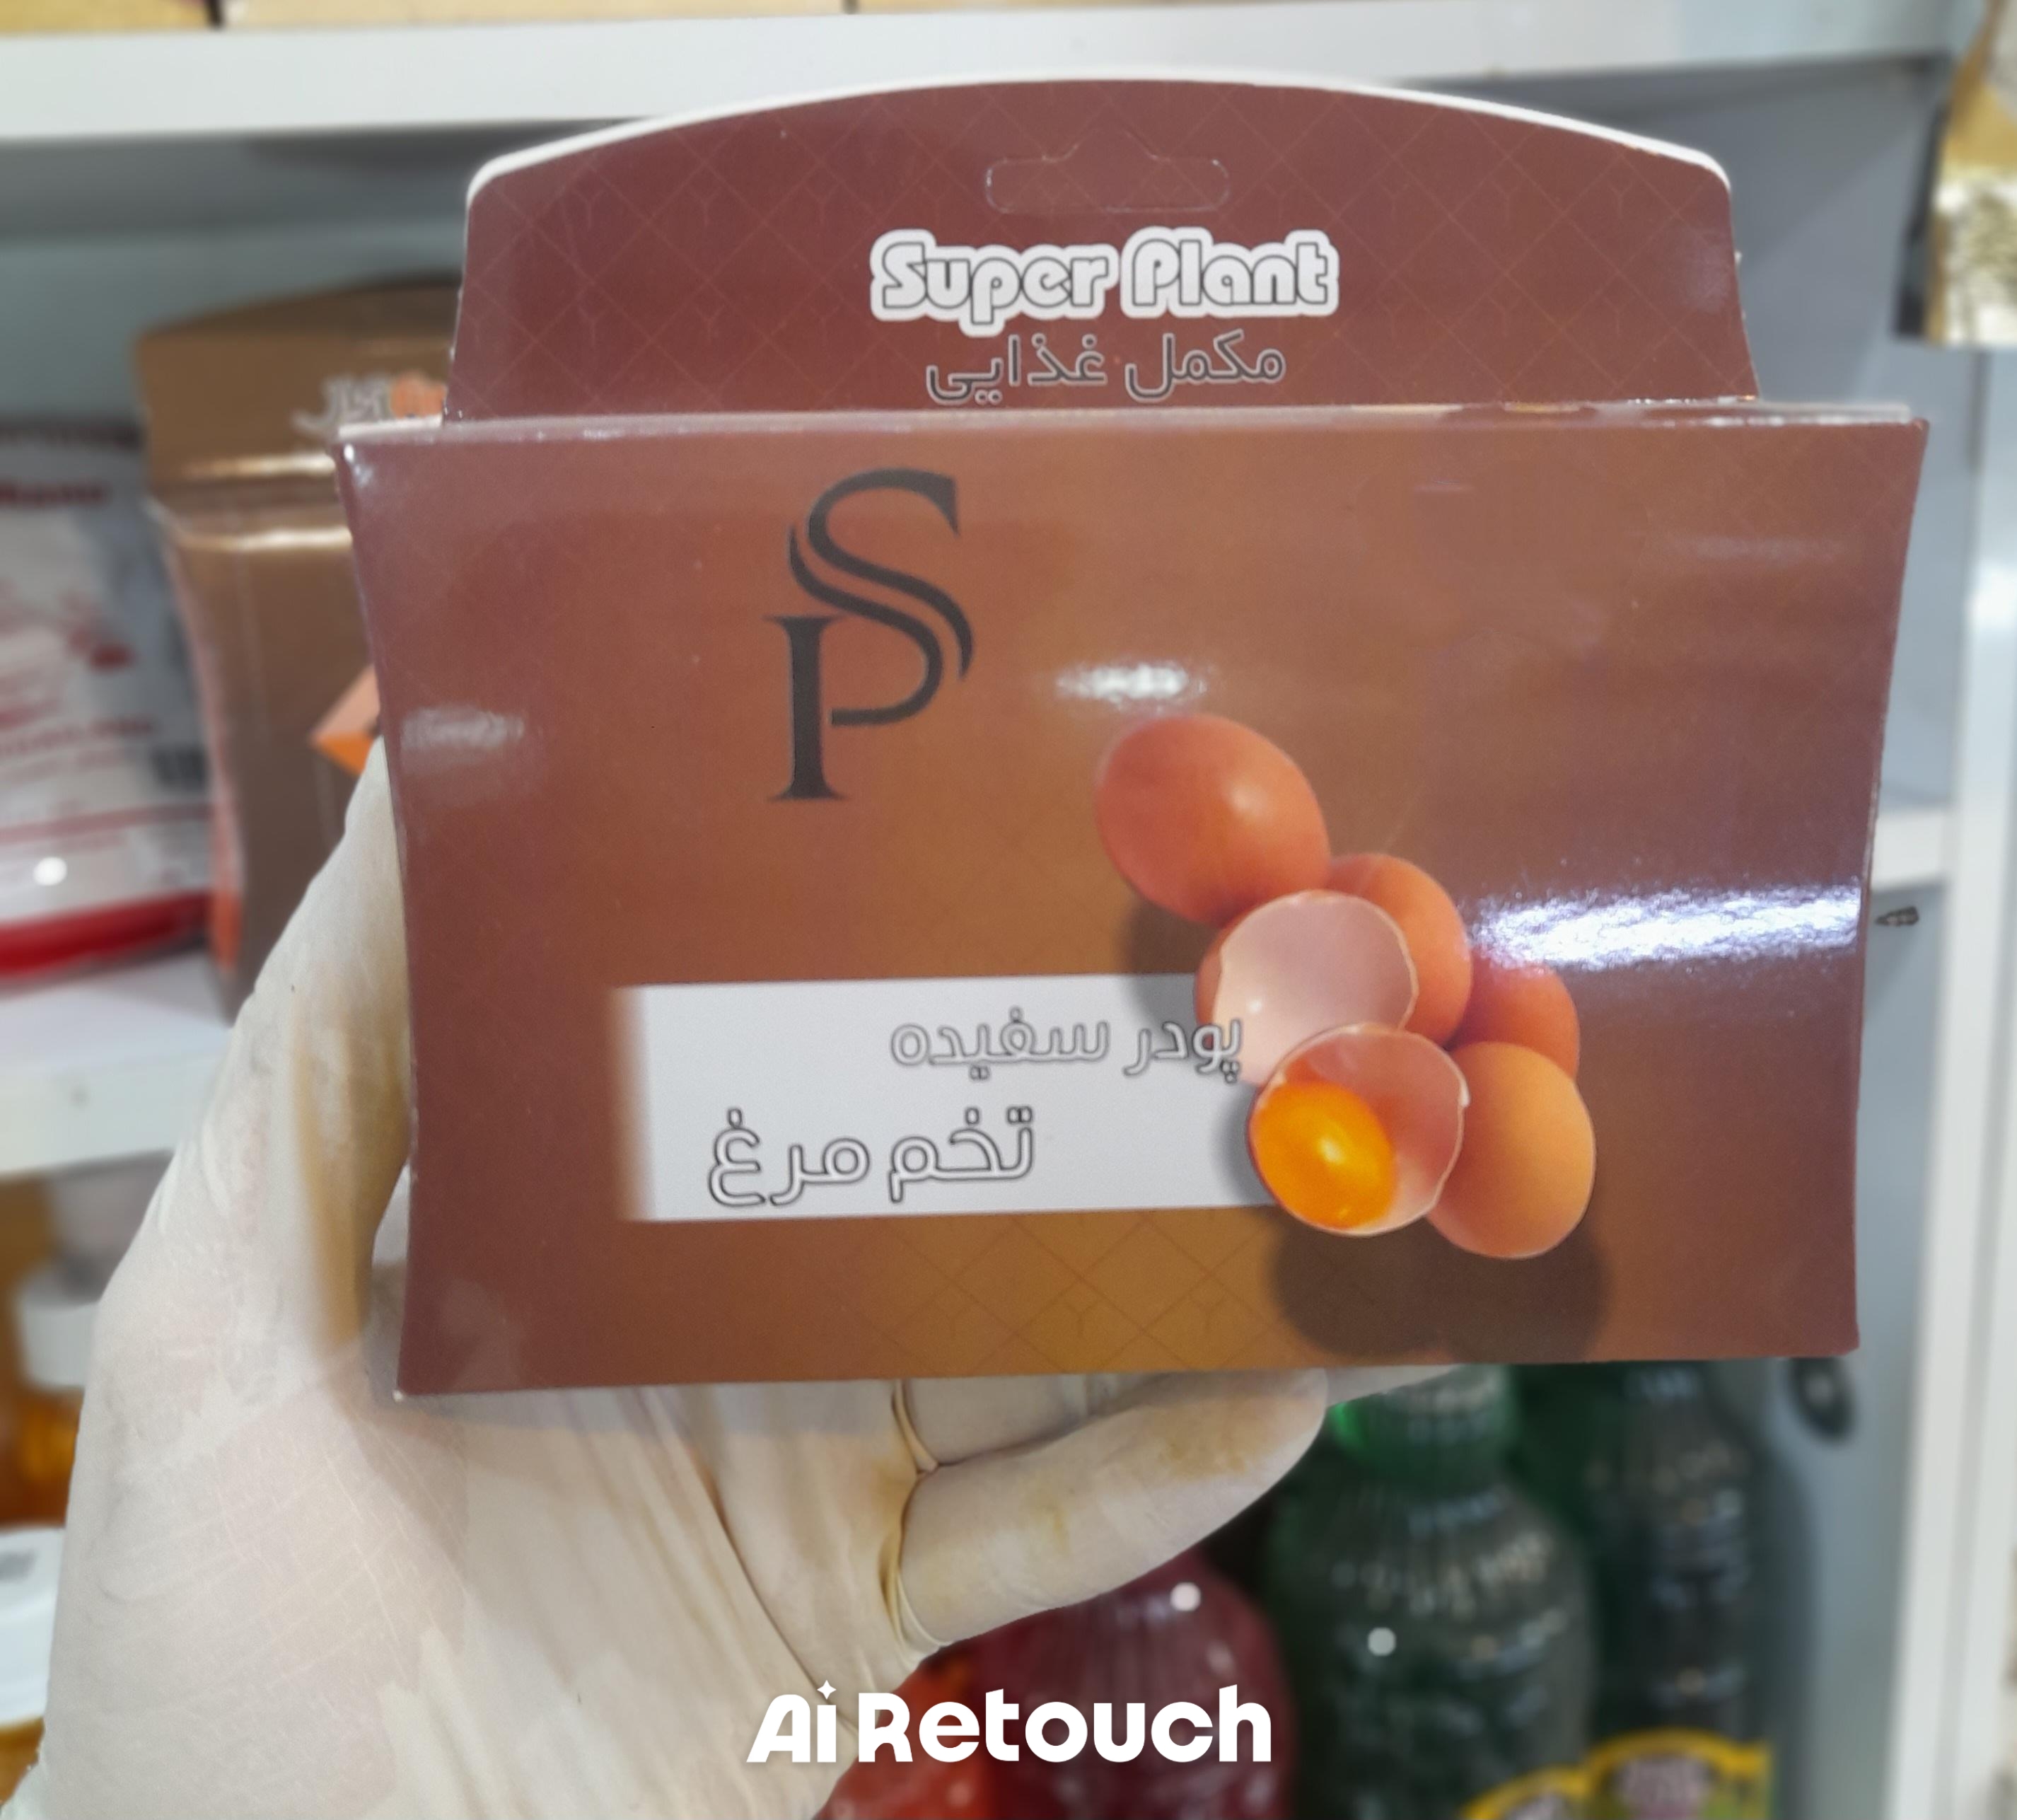 Super Plant
مکمل غذایی
SP
پودر سفیده
تخم مرغ
Ai Retouch